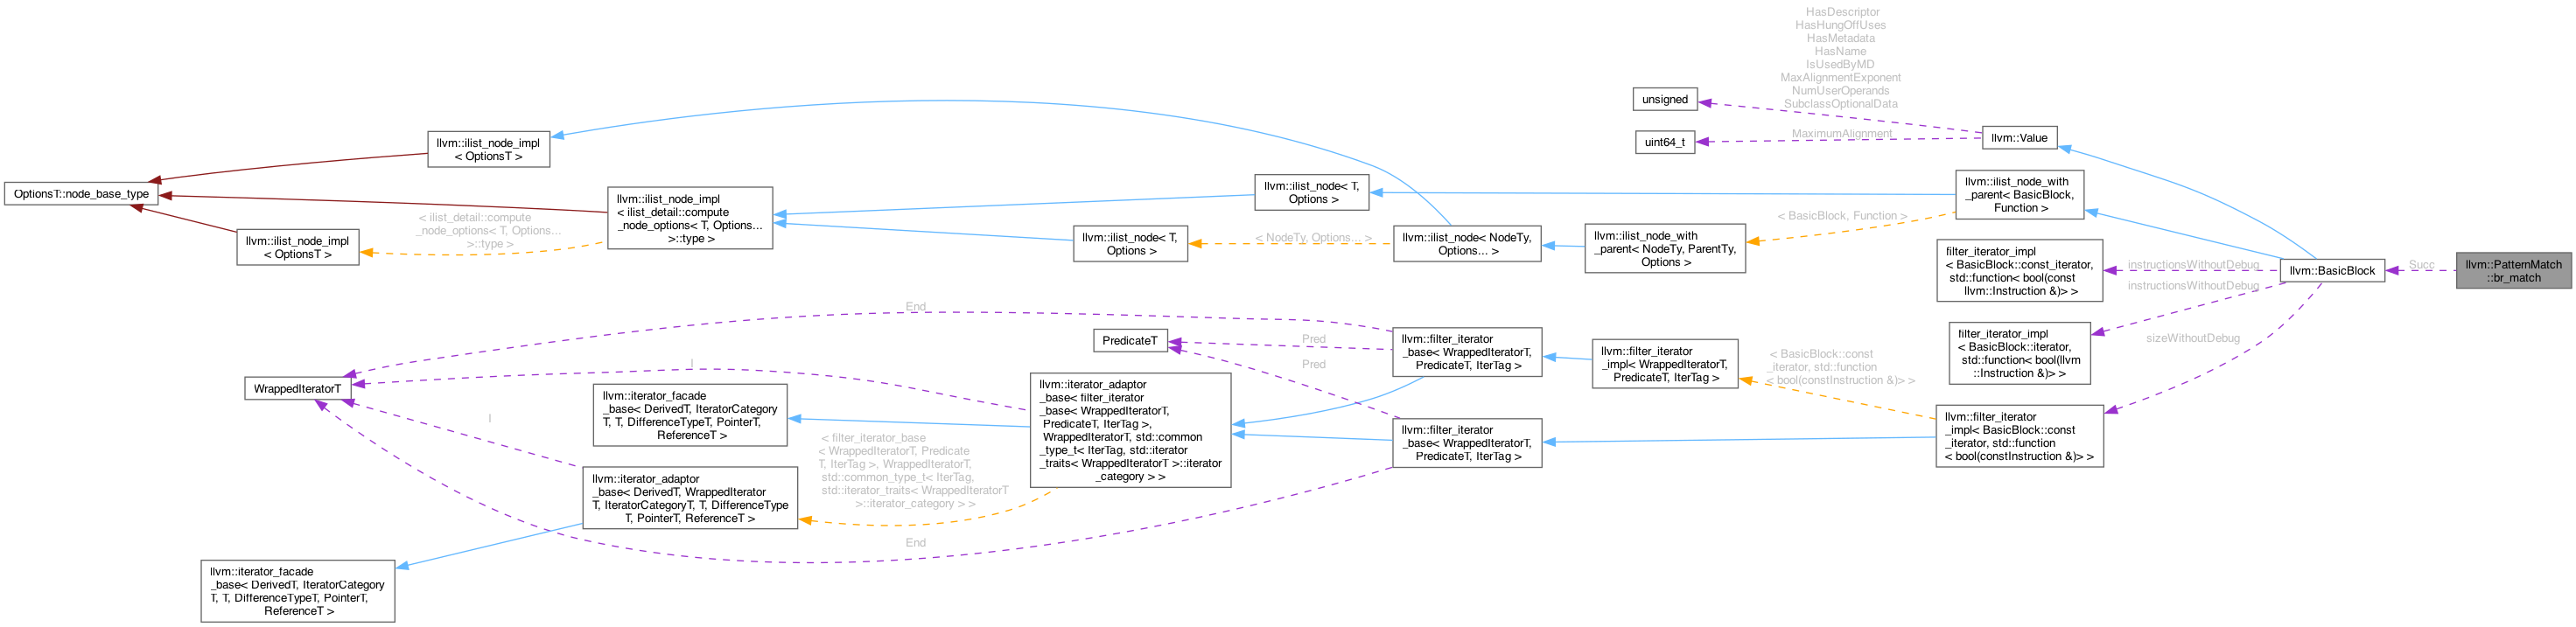 HasDescriptor
HasHungOffUses
HasMetadata
HasName
IsUsedByMD
MaxAlignmentExponent
NumUserOperands
SubclassOptionalData
unsigned
MaximumAlignment
uint64_t
llvm::Value
llvm::ilist_node_impl
< OptionsT >
OptionsT::node_base_type
llvm::ilist_node_impl
< ilist_detail::compute
_node_options< T, Options...
>::type >
< ilist_detail::compute
_node_options< T, Options...
>::type >
llvm::ilist_node_impl
< OptionsT >
llvm::ilist_node< T,
Options >
llvm::ilist_node< T,
Options >
< NodeTy, Options... >
llvm::ilist_node< NodeTy,
Options... >
llvm::ilist_node_with
_parent< NodeTy, ParentTy,
Options >
< BasicBlock, Function >
llvm::ilist_node_with
_parent< BasicBlock,
Function >
filter_iterator_impl
< BasicBlock::const_iterator,
std::function< bool(const
llvm::Instruction &)> >
instructionsWithoutDebug
instructionsWithoutDebug
llvm::BasicBlock
Succ
llvm::PatternMatch
::br_match
filter_iterator_impl
< BasicBlock::iterator,
std::function< bool(llvm
::Instruction &)> >
sizeWithoutDebug
End
PredicateT
Pred
Pred
llvm::filter_iterator
_base< WrappedIteratorT,
PredicateT, IterTag >
llvm::filter_iterator
_impl< WrappedIteratorT,
PredicateT, IterTag >
< BasicBlock::const
_iterator, std::function
< bool(constInstruction &)> >
WrappedIteratorT
I
I
llvm::iterator_facade
_base< DerivedT, IteratorCategory
T, T, DifferenceTypeT, PointerT,
ReferenceT >
llvm::iterator_adaptor
_base< filter_iterator
_base< WrappedIteratorT,
PredicateT, IterTag >,
WrappedIteratorT, std::common
_type_t< IterTag, std::iterator
_traits< WrappedIteratorT >::iterator
_category > >
llvm::filter_iterator
_base< WrappedIteratorT,
PredicateT, IterTag >
llvm::filter_iterator
_impl< BasicBlock::const
_iterator, std::function
< bool(constInstruction &)> >
< filter_iterator_base
< WrappedIteratorT, Predicate
T, IterTag >, WrappedIteratorT,
std::common_type_t< IterTag,
std::iterator_traits< WrappedIteratorT
>::iterator_category > >
llvm::iterator_adaptor
_base< DerivedT, WrappedIterator
T, IteratorCategoryT, T, DifferenceType
T, PointerT, ReferenceT >
End
llvm::iterator_facade
_base< DerivedT, IteratorCategory
T, T, DifferenceTypeT, PointerT,
ReferenceT >